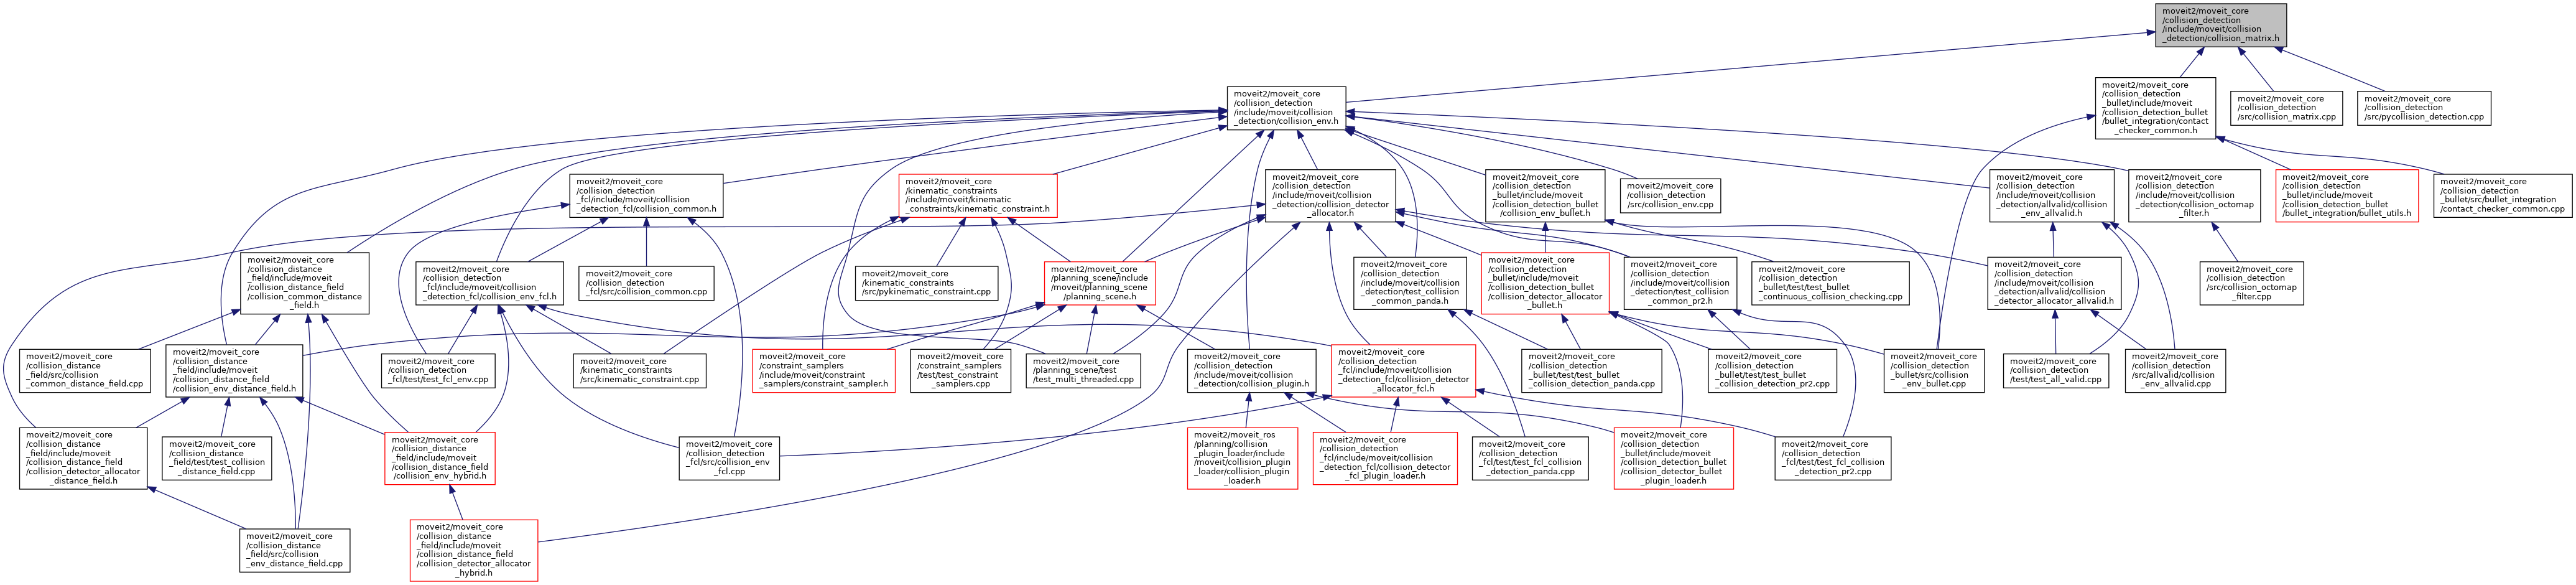 moveit2/moveit_core
/collision_detection
/include/moveit/collision
_detection/collision_matrix.h
moveit2/moveit_core
/collision_detection
/include/moveit/collision
_detection/collision_env.h
moveit2/moveit_core
/collision_detection
_bullet/include/moveit
/collision_detection_bullet
/bullet_integration/contact
_checker_common.h
moveit2/moveit_core
/collision_detection
/src/collision_matrix.cpp
moveit2/moveit_core
/collision_detection
/src/pycollision_detection.cpp
moveit2/moveit_core
/collision_detection
_fcl/include/moveit/collision
_detection_fcl/collision_common.h
moveit2/moveit_core
/kinematic_constraints
/include/moveit/kinematic
_constraints/kinematic_constraint.h
moveit2/moveit_core
/collision_detection
/include/moveit/collision
_detection/collision_detector
_allocator.h
moveit2/moveit_core
/collision_detection
_bullet/include/moveit
/collision_detection_bullet
/collision_env_bullet.h
moveit2/moveit_core
/collision_detection
/src/collision_env.cpp
moveit2/moveit_core
/collision_detection
/include/moveit/collision
_detection/allvalid/collision
_env_allvalid.h
moveit2/moveit_core
/collision_detection
/include/moveit/collision
_detection/collision_octomap
_filter.h
moveit2/moveit_core
/collision_detection
_bullet/include/moveit
/collision_detection_bullet
/bullet_integration/bullet_utils.h
moveit2/moveit_core
/collision_detection
_bullet/src/bullet_integration
/contact_checker_common.cpp
moveit2/moveit_core
/collision_distance
_field/include/moveit
/collision_distance_field
/collision_common_distance
_field.h
moveit2/moveit_core
/collision_detection
_fcl/include/moveit/collision
_detection_fcl/collision_env_fcl.h
moveit2/moveit_core
/collision_detection
_fcl/src/collision_common.cpp
moveit2/moveit_core
/kinematic_constraints
/src/pykinematic_constraint.cpp
moveit2/moveit_core
/planning_scene/include
/moveit/planning_scene
/planning_scene.h
moveit2/moveit_core
/collision_detection
/include/moveit/collision
_detection/test_collision
_common_panda.h
moveit2/moveit_core
/collision_detection
_bullet/include/moveit
/collision_detection_bullet
/collision_detector_allocator
_bullet.h
moveit2/moveit_core
/collision_detection
/include/moveit/collision
_detection/test_collision
_common_pr2.h
moveit2/moveit_core
/collision_detection
_bullet/test/test_bullet
_continuous_collision_checking.cpp
moveit2/moveit_core
/collision_detection
/include/moveit/collision
_detection/allvalid/collision
_detector_allocator_allvalid.h
moveit2/moveit_core
/collision_detection
/src/collision_octomap
_filter.cpp
moveit2/moveit_core
/collision_distance
_field/src/collision
_common_distance_field.cpp
moveit2/moveit_core
/collision_distance
_field/include/moveit
/collision_distance_field
/collision_env_distance_field.h
moveit2/moveit_core
/collision_detection
_fcl/test/test_fcl_env.cpp
moveit2/moveit_core
/kinematic_constraints
/src/kinematic_constraint.cpp
moveit2/moveit_core
/constraint_samplers
/include/moveit/constraint
_samplers/constraint_sampler.h
moveit2/moveit_core
/constraint_samplers
/test/test_constraint
_samplers.cpp
moveit2/moveit_core
/planning_scene/test
/test_multi_threaded.cpp
moveit2/moveit_core
/collision_detection
/include/moveit/collision
_detection/collision_plugin.h
moveit2/moveit_core
/collision_detection
_fcl/include/moveit/collision
_detection_fcl/collision_detector
_allocator_fcl.h
moveit2/moveit_core
/collision_detection
_bullet/test/test_bullet
_collision_detection_panda.cpp
moveit2/moveit_core
/collision_detection
_bullet/test/test_bullet
_collision_detection_pr2.cpp
moveit2/moveit_core
/collision_detection
_bullet/src/collision
_env_bullet.cpp
moveit2/moveit_core
/collision_detection
/test/test_all_valid.cpp
moveit2/moveit_core
/collision_detection
/src/allvalid/collision
_env_allvalid.cpp
moveit2/moveit_core
/collision_distance
_field/include/moveit
/collision_distance_field
/collision_detector_allocator
_distance_field.h
moveit2/moveit_core
/collision_distance
_field/test/test_collision
_distance_field.cpp
moveit2/moveit_core
/collision_distance
_field/include/moveit
/collision_distance_field
/collision_env_hybrid.h
moveit2/moveit_core
/collision_detection
_fcl/src/collision_env
_fcl.cpp
moveit2/moveit_ros
/planning/collision
_plugin_loader/include
/moveit/collision_plugin
_loader/collision_plugin
_loader.h
moveit2/moveit_core
/collision_detection
_fcl/include/moveit/collision
_detection_fcl/collision_detector
_fcl_plugin_loader.h
moveit2/moveit_core
/collision_detection
_fcl/test/test_fcl_collision
_detection_panda.cpp
moveit2/moveit_core
/collision_detection
_bullet/include/moveit
/collision_detection_bullet
/collision_detector_bullet
_plugin_loader.h
moveit2/moveit_core
/collision_detection
_fcl/test/test_fcl_collision
_detection_pr2.cpp
moveit2/moveit_core
/collision_distance
_field/src/collision
_env_distance_field.cpp
moveit2/moveit_core
/collision_distance
_field/include/moveit
/collision_distance_field
/collision_detector_allocator
_hybrid.h